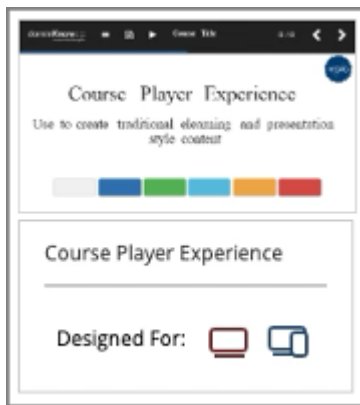 Course Title
Course Player Experience
Use to create traditional elearning and presentation
style content
Course Player Experience
Designed For: